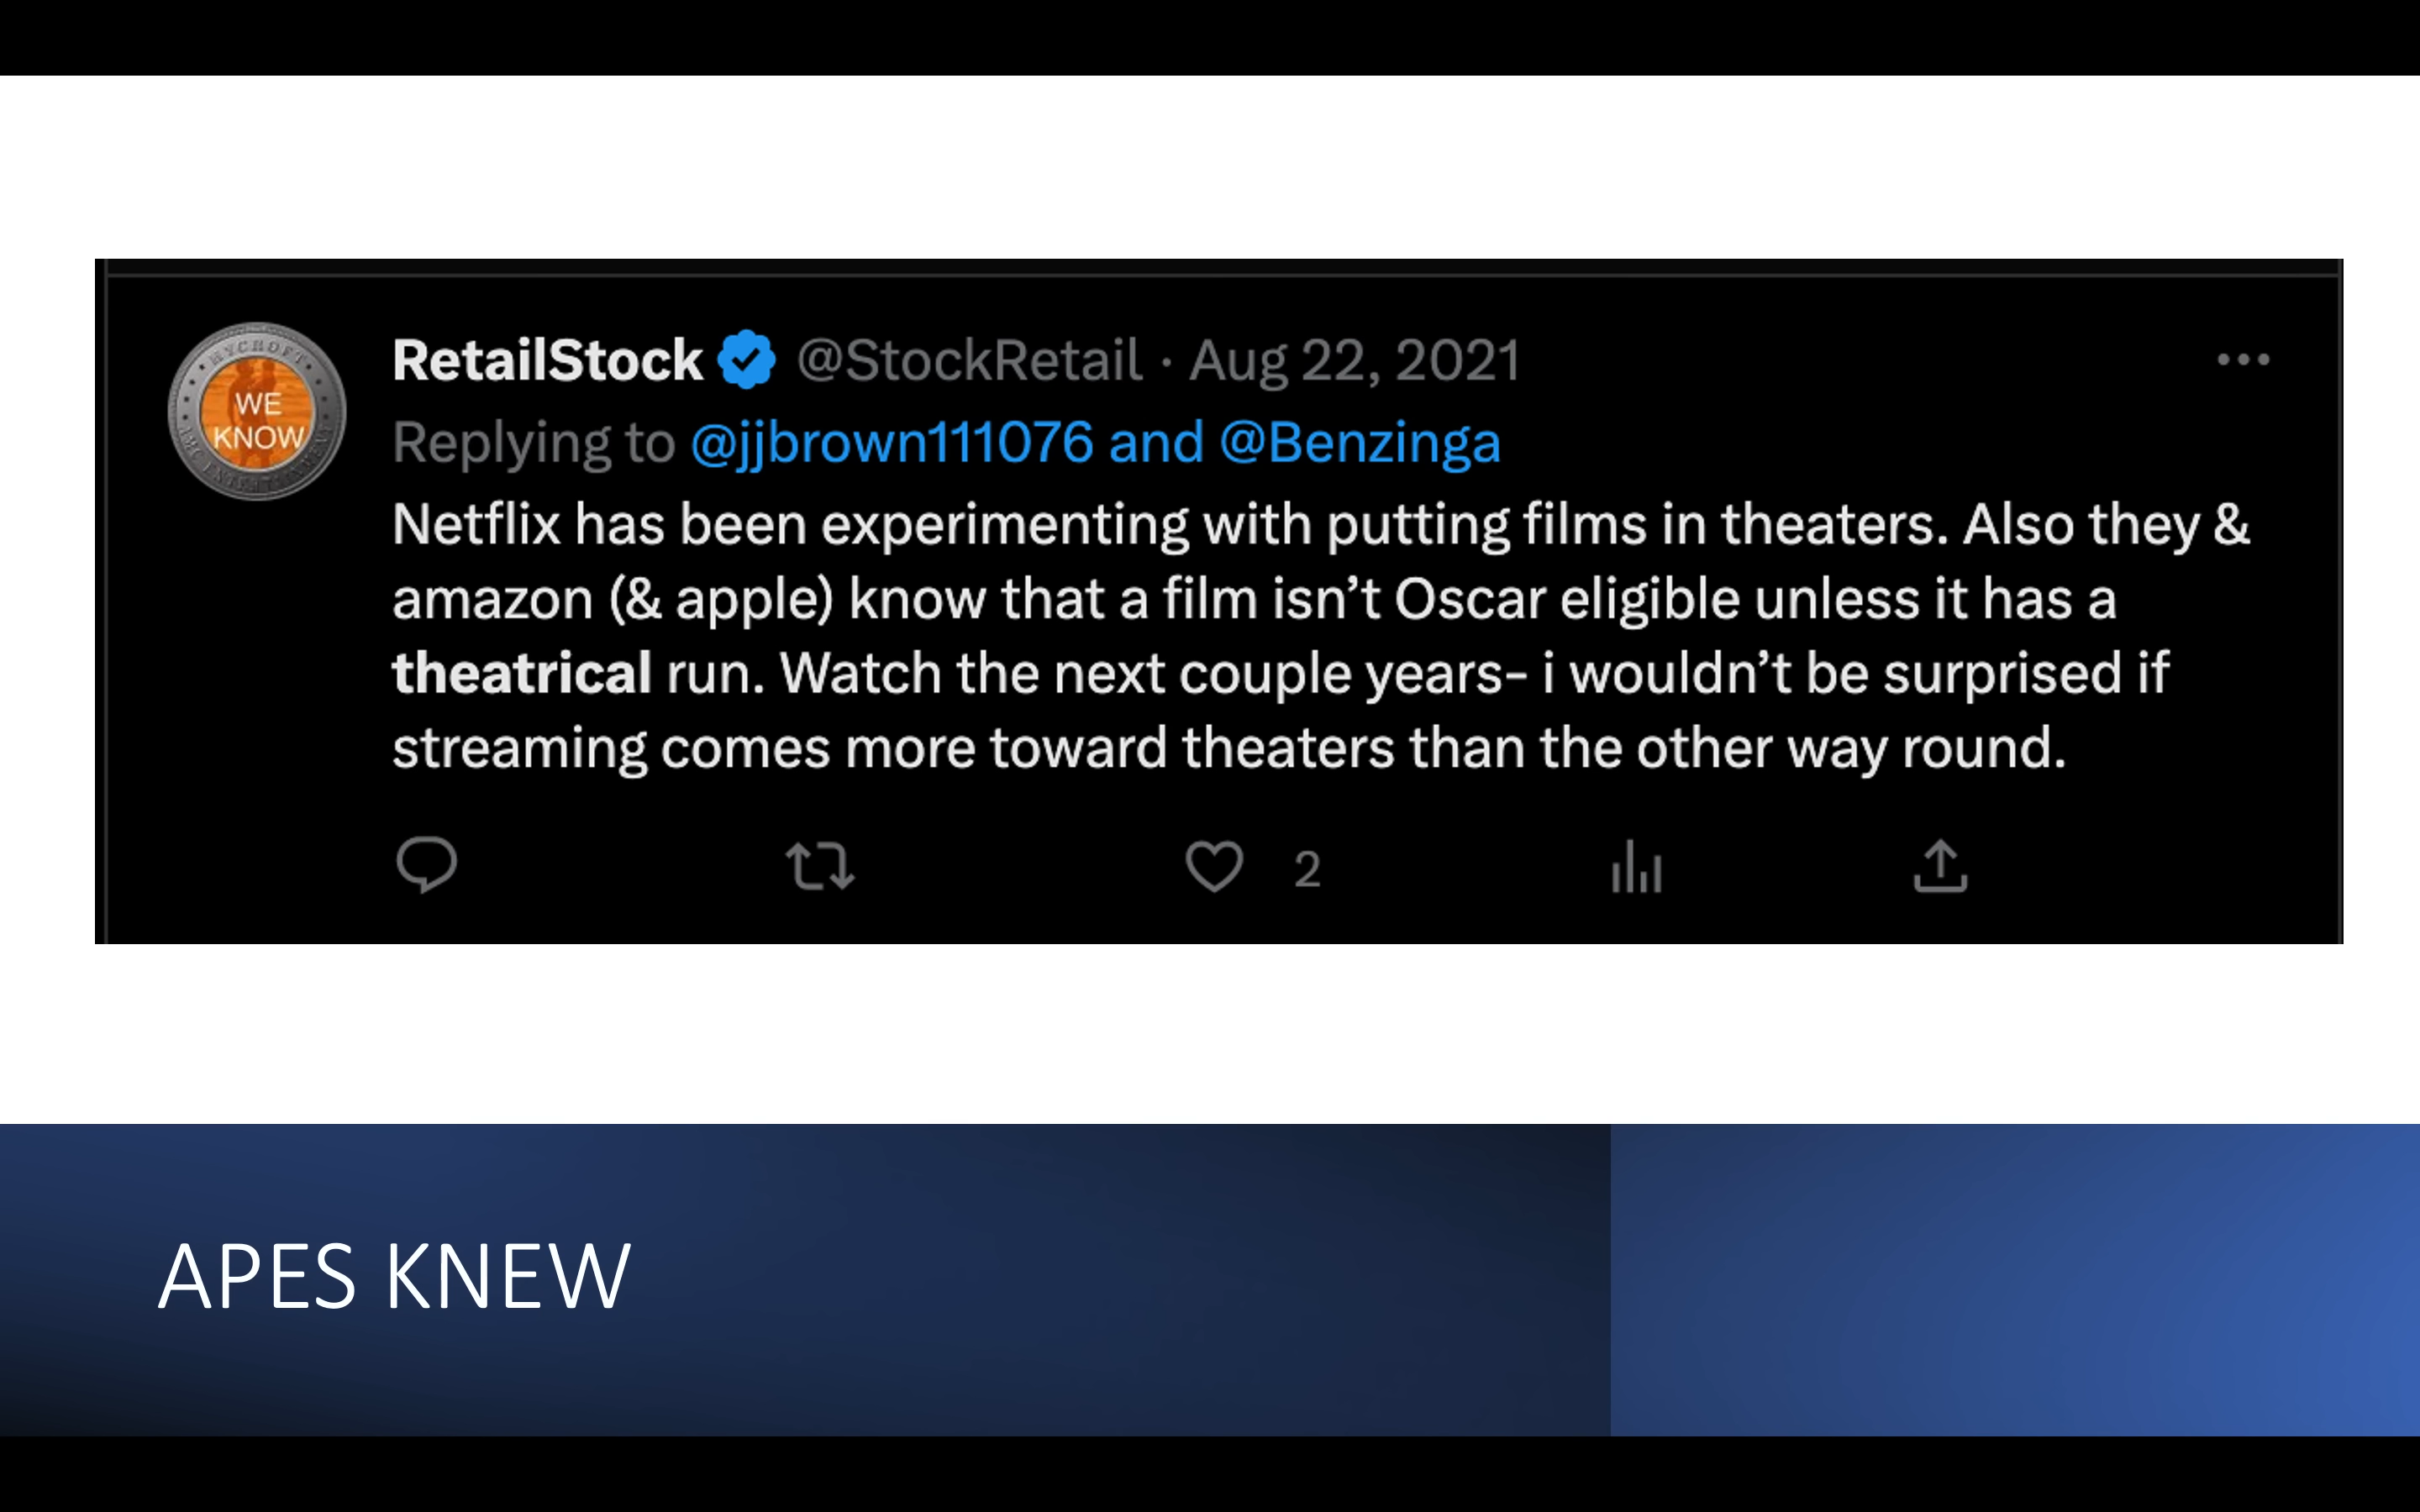 RetailStock @StockRetail · Aug 22, 2021
Replying to @jjbrown111076 and @Benzinga
WE
KNOW
Netflix has been experimenting with putting films in theaters. Also they &
amazon (& apple) know that a film isn’t Oscar eligible unless it has a
theatrical run. Watch the next couple years- i wouldn’t be surprised if
streaming comes more toward theaters than the other way round.
2
APES KNEW